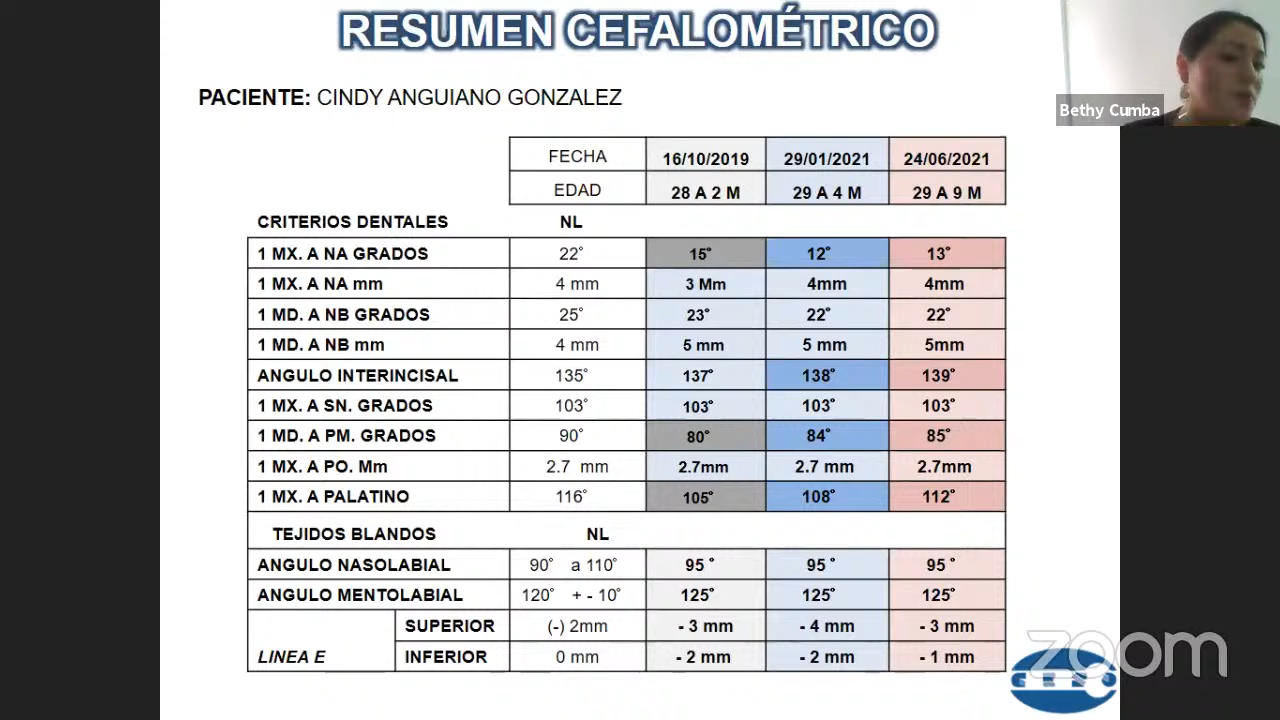 RESUMEN CEFALOMÉTRICO
Bethy Cumba
PACIENTE: CINDY ANGUIANO GONZALEZ
FECHA 16/10/2019 29/01/2021 24/06/2021
EDAD 28 A 2 M 29 A 4 M 29 A 9 M
CRITERIOS DENTALES NL
1 MX. A NA GRADOS 22° 15° 12° 13°
1 MX. A NA mm 4 mm 3 Mm 4mm 4mm
1 MD. A NB GRADOS 25° 23° 22° 22°
1 MD. A NB mm 4 mm 5 mm 5 mm 5mm
ANGULO INTERINCISAL 135° 137° 138° 139°
1 MX. A SN. GRADOS 103° 103° 103° 103°
1 MD. A PM. GRADOS 90° 80° 84° 85°
1 MX. A PO. Mm 2.7 mm 2.7mm 2.7 mm 2.7mm
1 MX. A PALATINO 116° 105° 108° 112°
TEJIDOS BLANDOS NL
ANGULO NASOLABIAL 90° a 110° 95 ° 95 ° 95 °
ANGULO MENTOLABIAL 120° + - 10° 125° 125° 125°
SUPERIOR (-) 2mm - 3 mm - 4 mm - 3 mm
LINEA E INFERIOR 0 mm - 2 mm - 2 mm - 1 mm
zoom